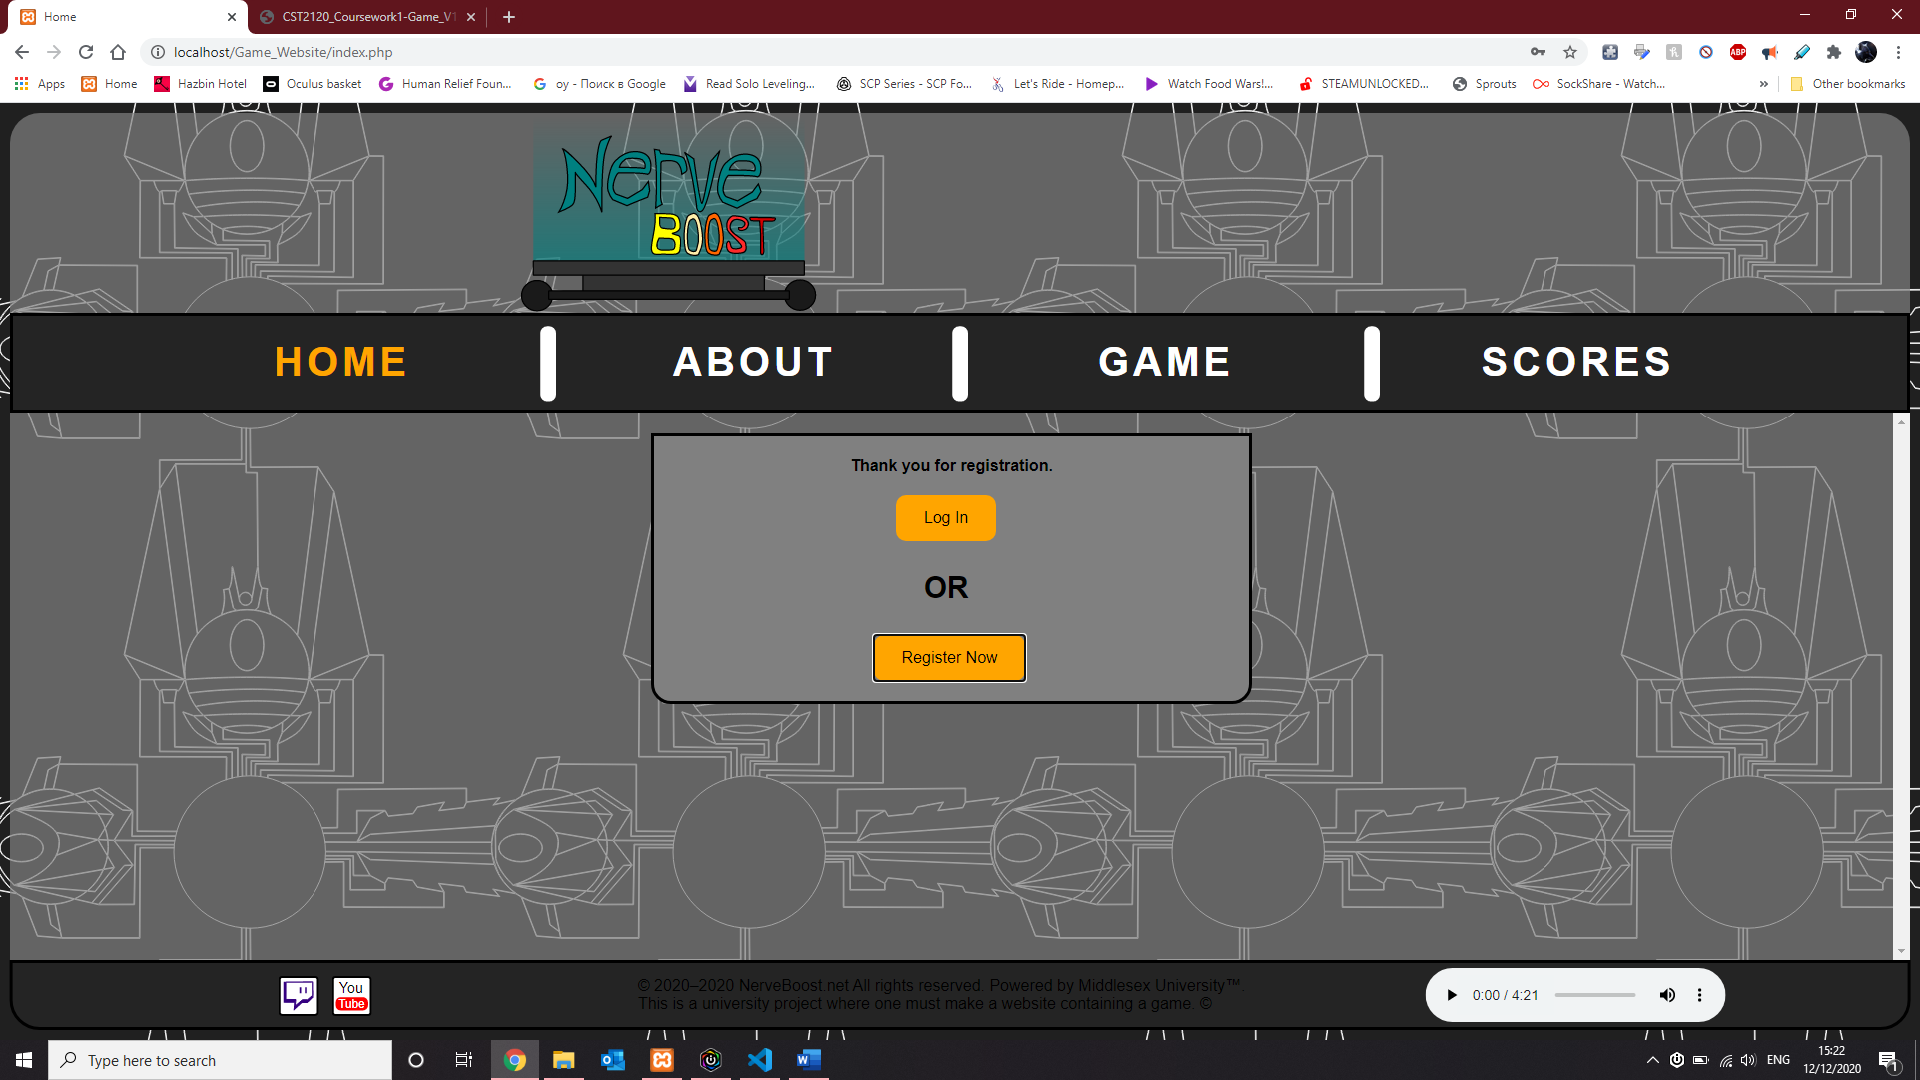 Home
CST2120_Coursework1-Game_V1
localhost/Game_Website/index.php
ABP
Apps
Home
Hazbin Hotel
Oculus basket
Human Relief Foun...
оу - Поиск в Google
Read Solo Leveling...
SCP Series - SCP Fo...
Let's Ride - Homep...
Watch Food Wars!...
STEAMUNLOCKED...
Sprouts
SockShare - Watch...
Other bookmarks
Nerve
BOOST
HOME
ABOUT
GAME
SCORES
Thank you for registration.
Log In
OR
Register Now
You
Tube
© 2020–2020 NerveBoost.net All rights reserved. Powered by Middlesex University™.
This is a university project where one must make a website containing a game. ©
0:00 / 4:21
Type here to search
ENG
15:22
12/12/2020
1